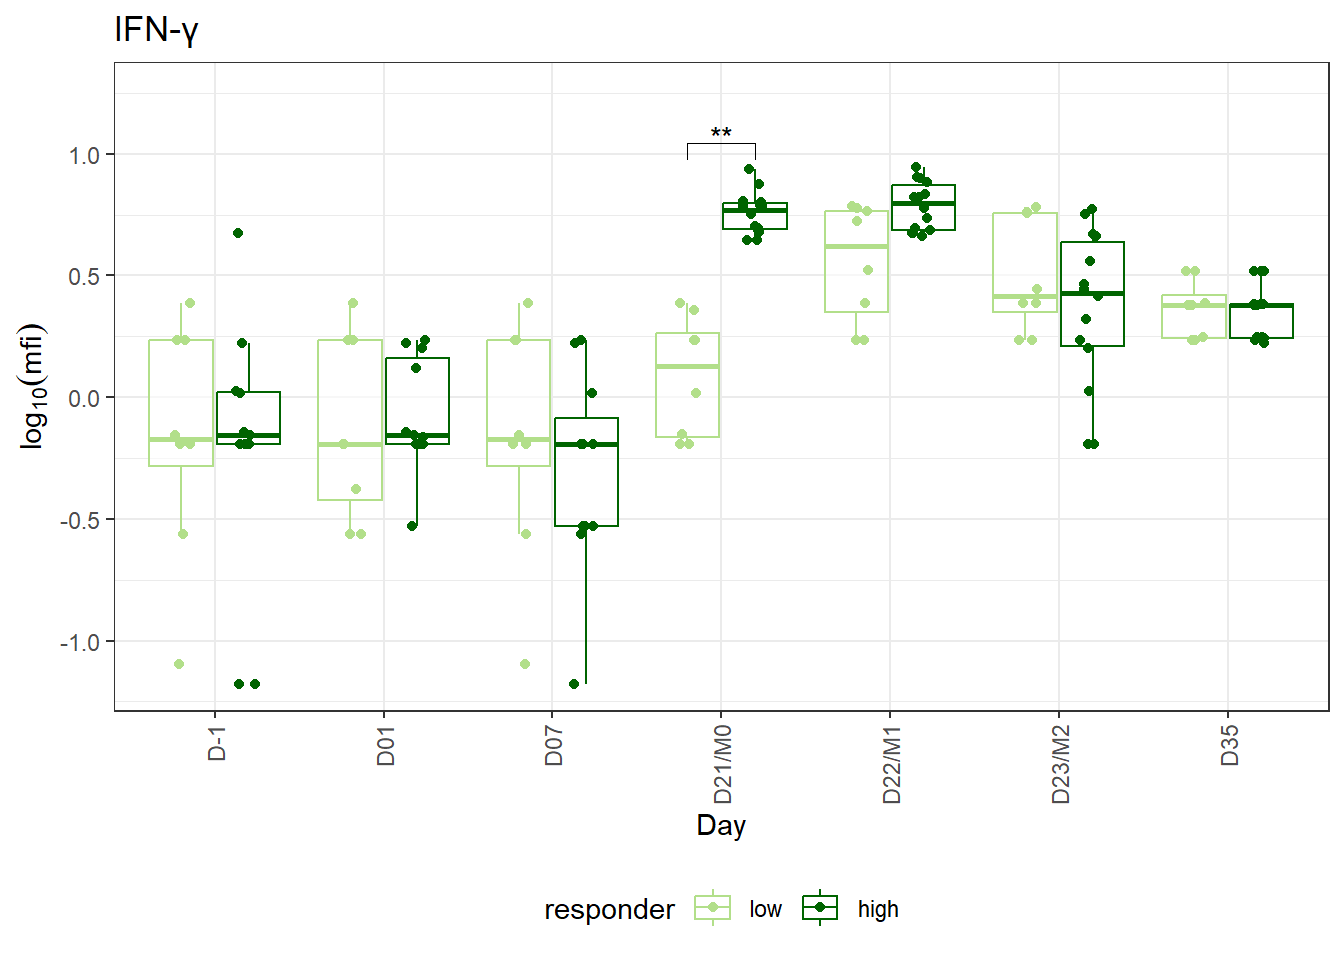 IFN-γ
**
1.0
0.5
0.0
-0.5
-1.0
log10(mfi)
D-1
D01
D07
D21/M0
D22/M1
D23/M2
D35
Day
responder low high